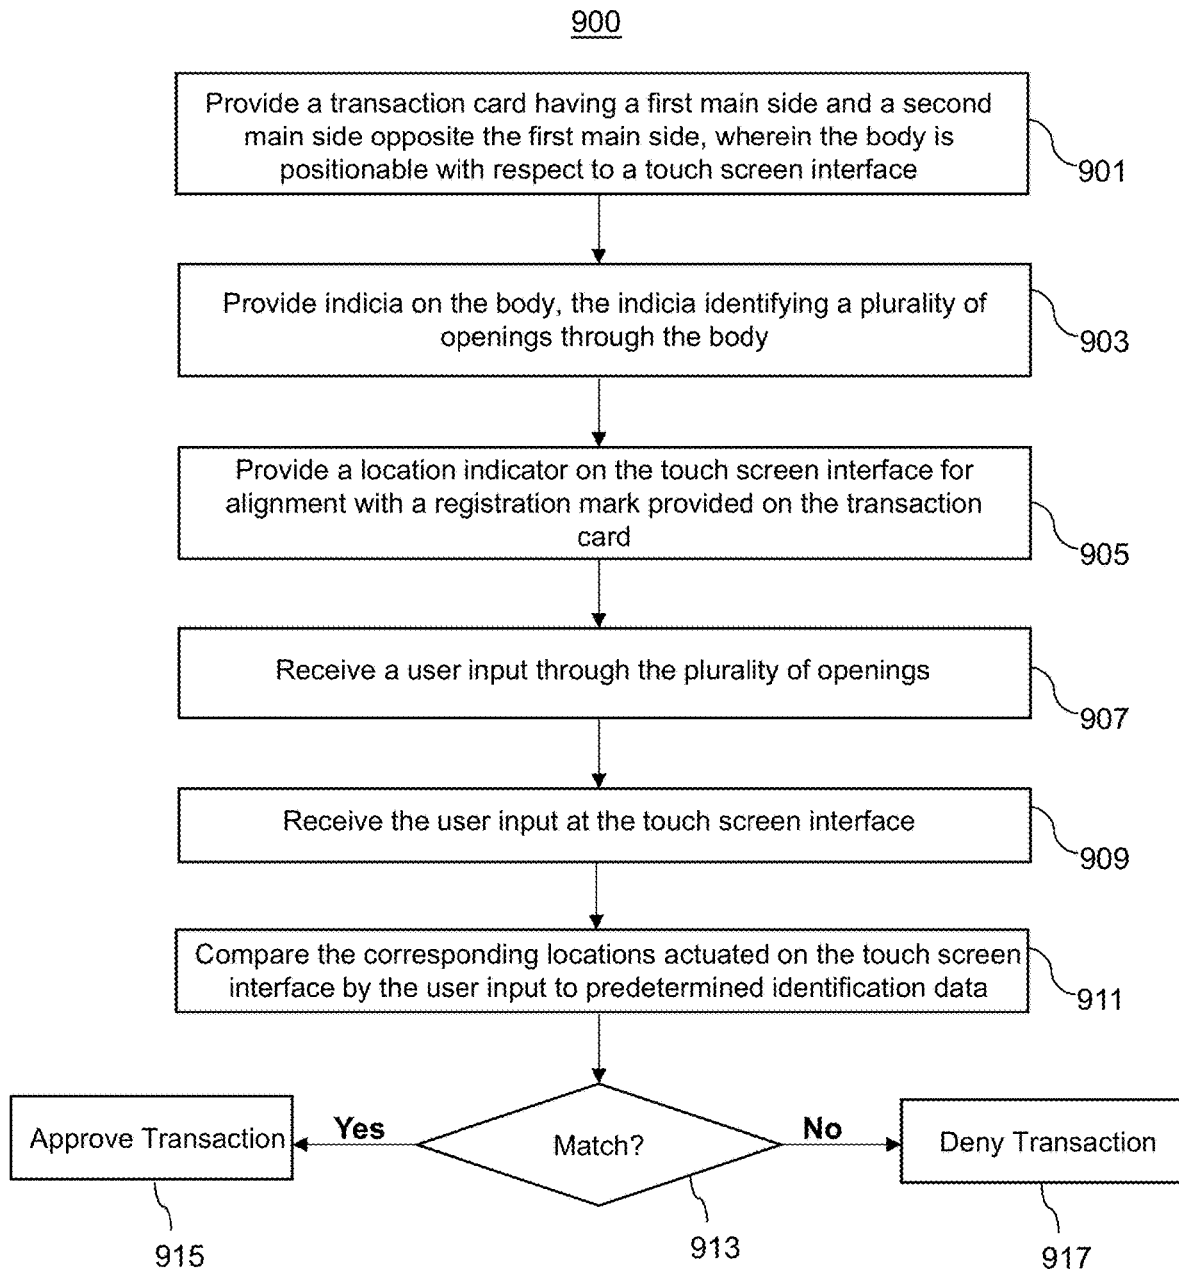 900
Provide a transaction card having a first main side and a second
main side opposite the first main side, wherein the body is
positionable with respect to a touch screen interface
901
Provide indicia on the body, the indicia identifying a plurality of
openings through the body
903
Provide a location indicator on the touch screen interface for
alignment with a registration mark provided on the transaction
card
905
Receive a user input through the plurality of openings
907
Receive the user input at the touch screen interface
909
Compare the corresponding locations actuated on the touch screen
interface by the user input to predetermined identification data
911
Approve Transaction
Yes
Match?
No
Deny Transaction
915
913
917